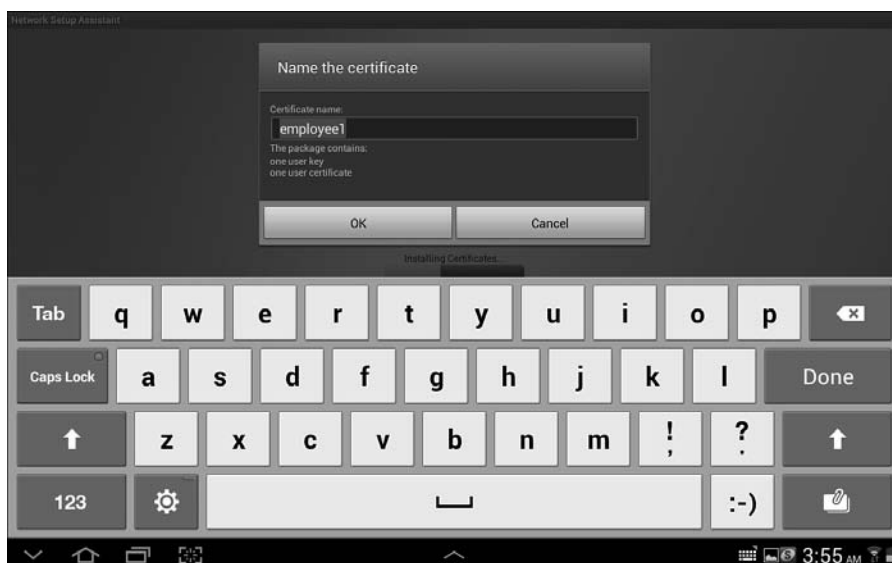 Network Setup Assistant
Name the certificate
Certificate name:
employee1
The package contains:
one user key
one user certificate
OK Cancel
Installing Certificates...
Tab q w e r t y u i o p
Caps Lock a s d f g h j k l Done
z x c v b n m ! , ? .
123 :-)
3:55 AM